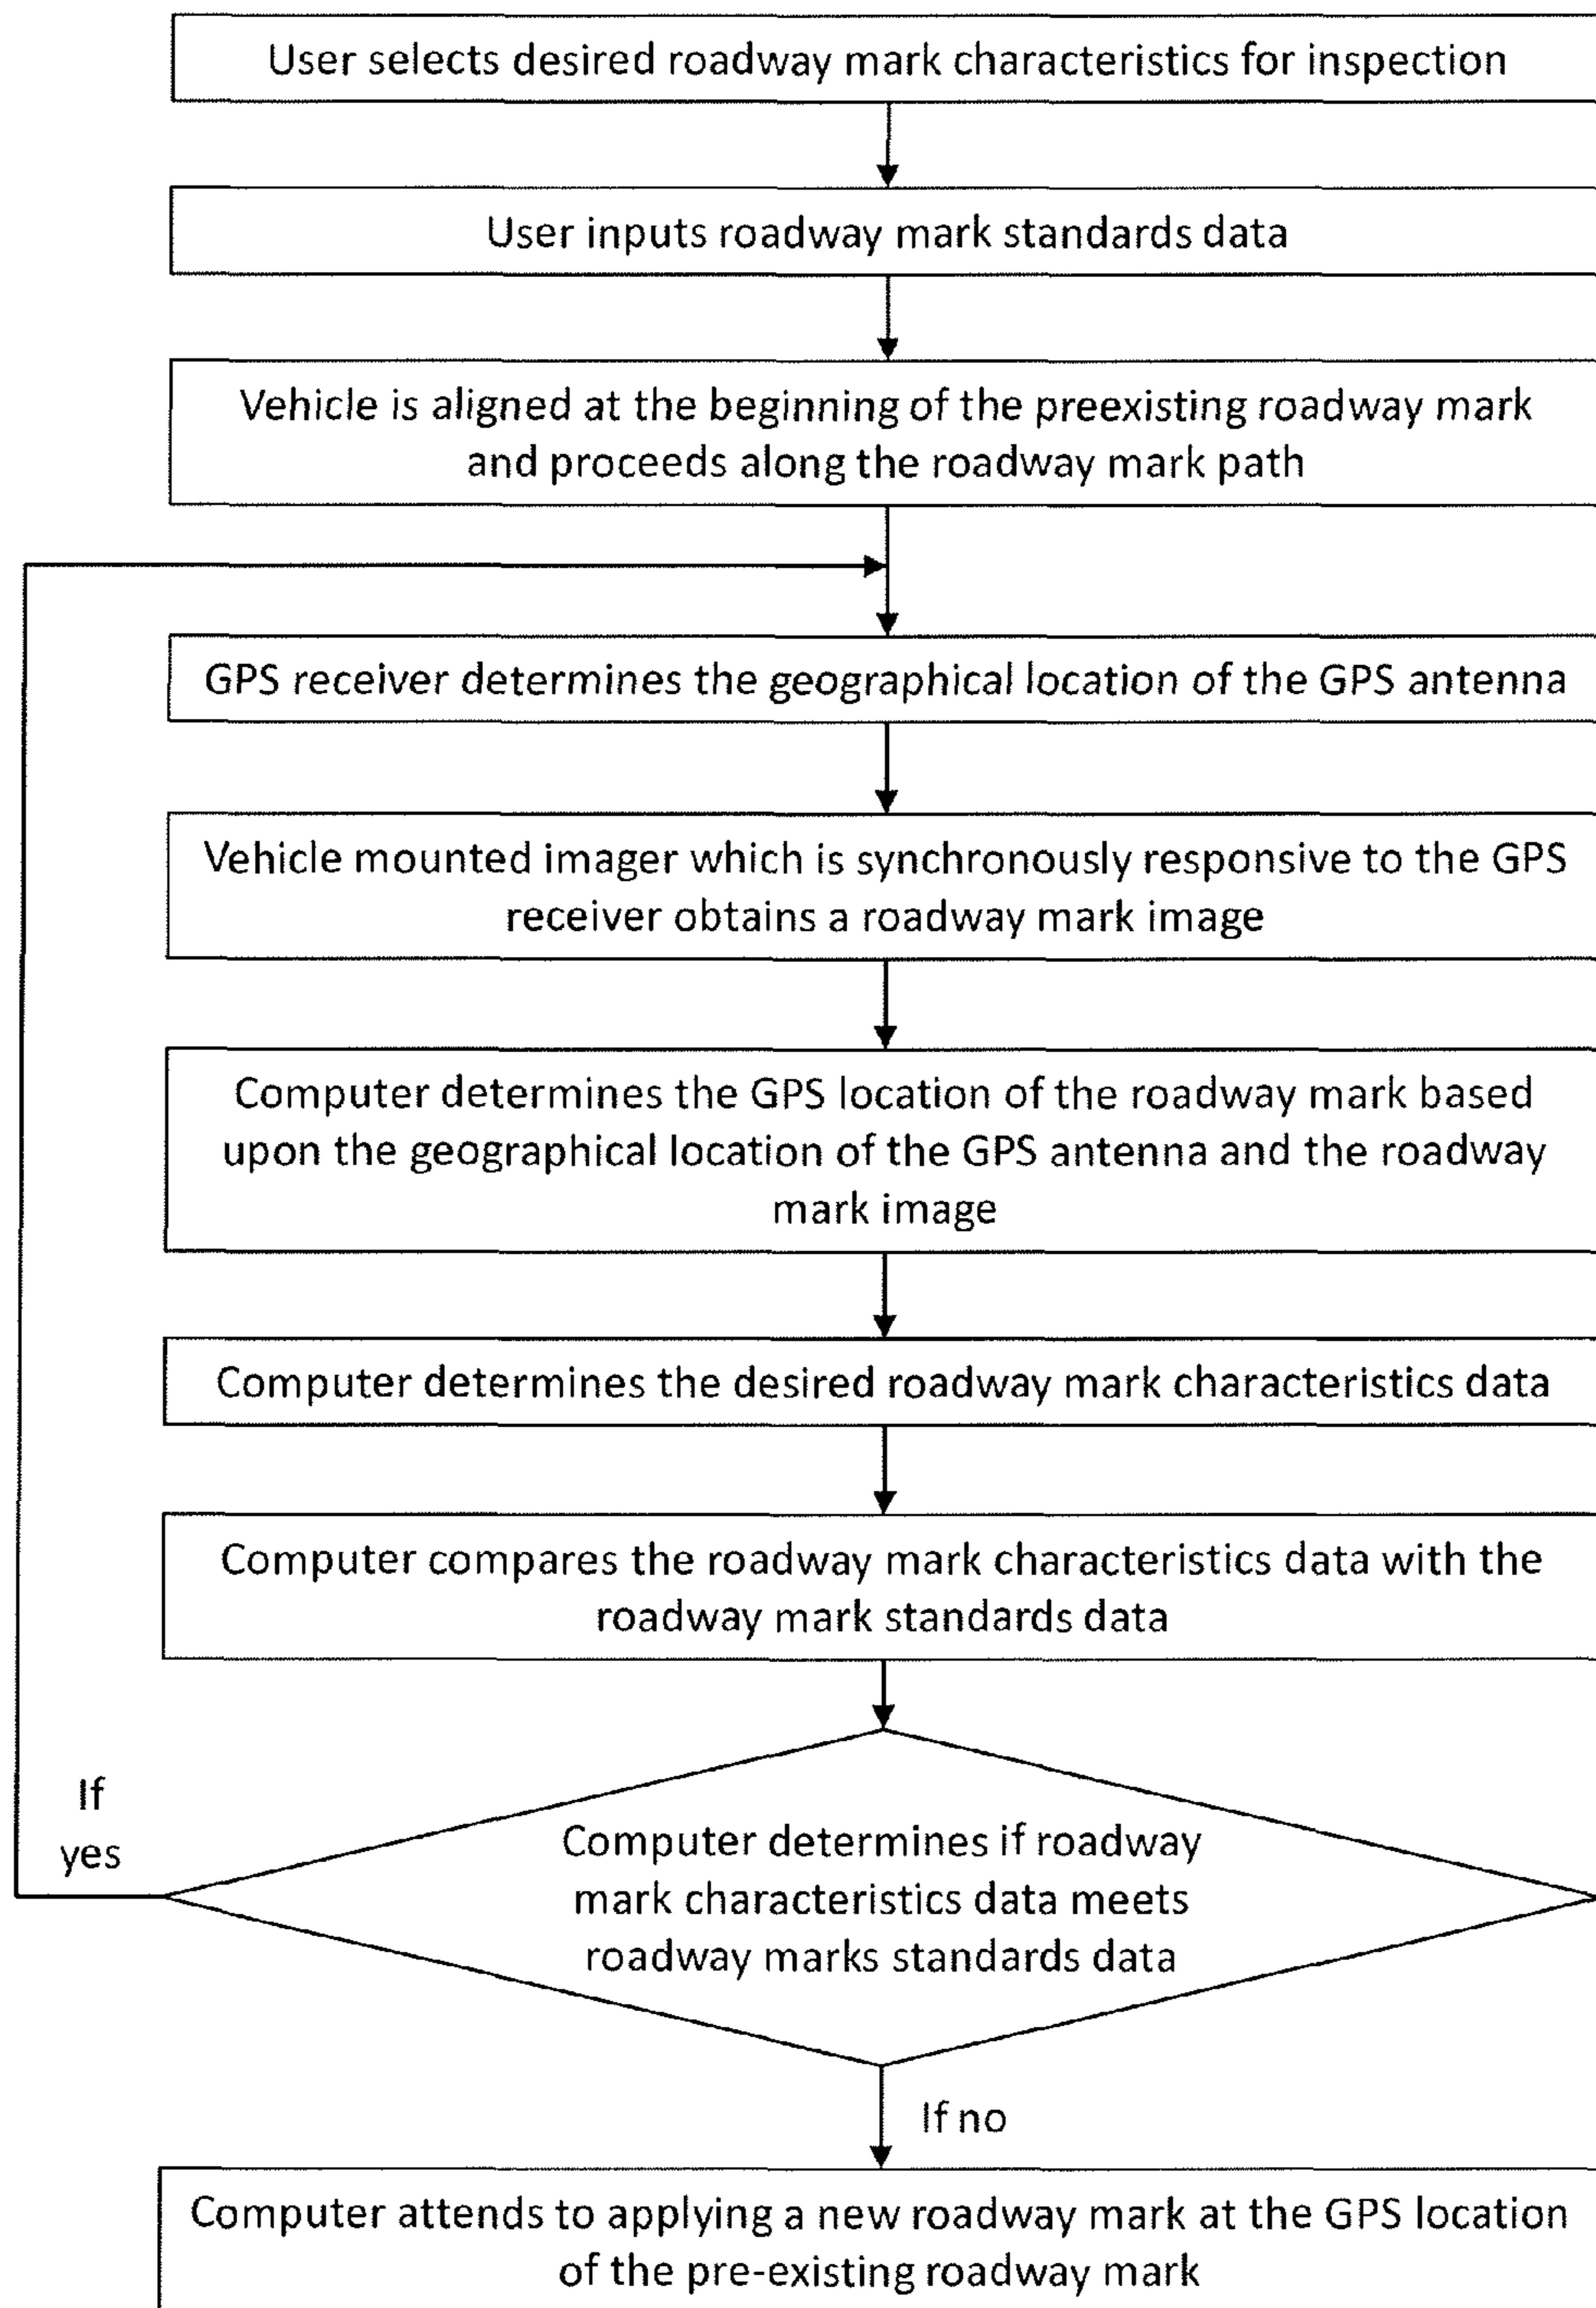 User selects desired roadway mark characteristics for inspection
User inputs roadway mark standards data
Vehicle is aligned at the beginning of the preexisting roadway mark
and proceeds along the roadway mark path
GPS receiver determines the geographical location of the GPS antenna
Vehicle mounted imager which is synchronously responsive to the GPS
receiver obtains a roadway mark image
Computer determines the GPS location of the roadway mark based
upon the geographical location of the GPS antenna and the roadway
mark image
Computer determines the desired roadway mark characteristics data
Computer compares the roadway mark characteristics data with the
roadway mark standards data
If
yes
Computer determines if roadway
mark characteristics data meets
roadway marks standards data
If no
Computer attends to applying a new roadway mark at the GPS location
of the pre-existing roadway mark